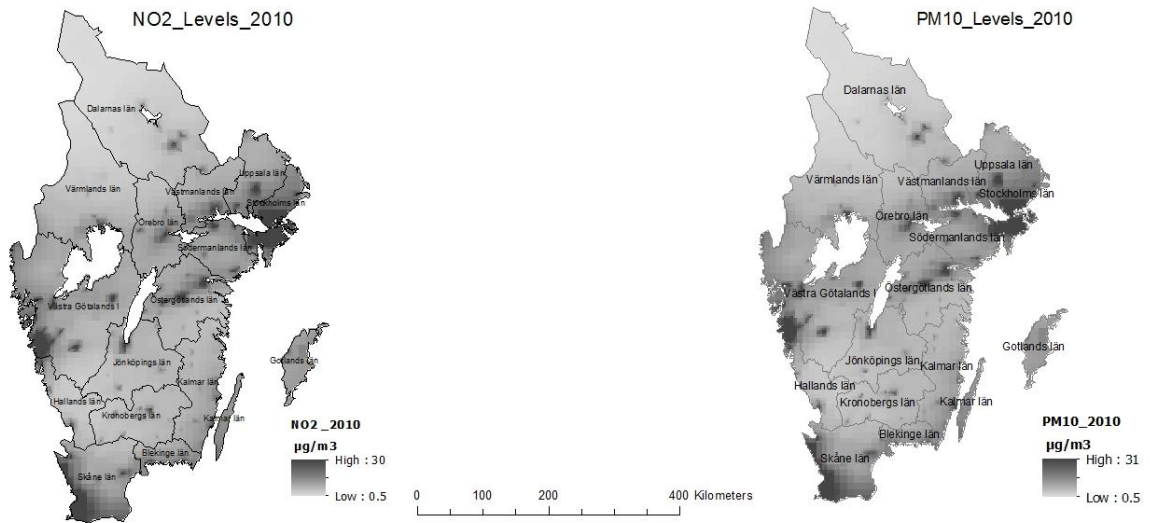 NO2_Levels_2010
Dalarnas län
Värmlands län
Västmanlands län
Uppsala län
Stockholms län
Örebro län
Södermanlands län
Västra Götalands l
Östergötlands län
Jönköpings län
Gotlands län
Kalmar län
Hallands län
Kronobergs län
Kalmar län
Blekinge län
Skåne län
NO2 _2010
µg/m3
High : 30
Low : 0.5
0 100 200 400 Kilometers
PM10_Levels_2010
Dalarnas län
Uppsala län
Värmlands län
Västmanlands län
Stockholms län
Örebro län
Södermanlands län
Västra Götalands l
Östergötlands län
Gotlands län
Jönköpings län
Kalmar län
Hallands län
Kronobergs län
Kalmar län
Blekinge län
Skåne län
PM10_2010
µg/m3
High : 31
Low : 0.5